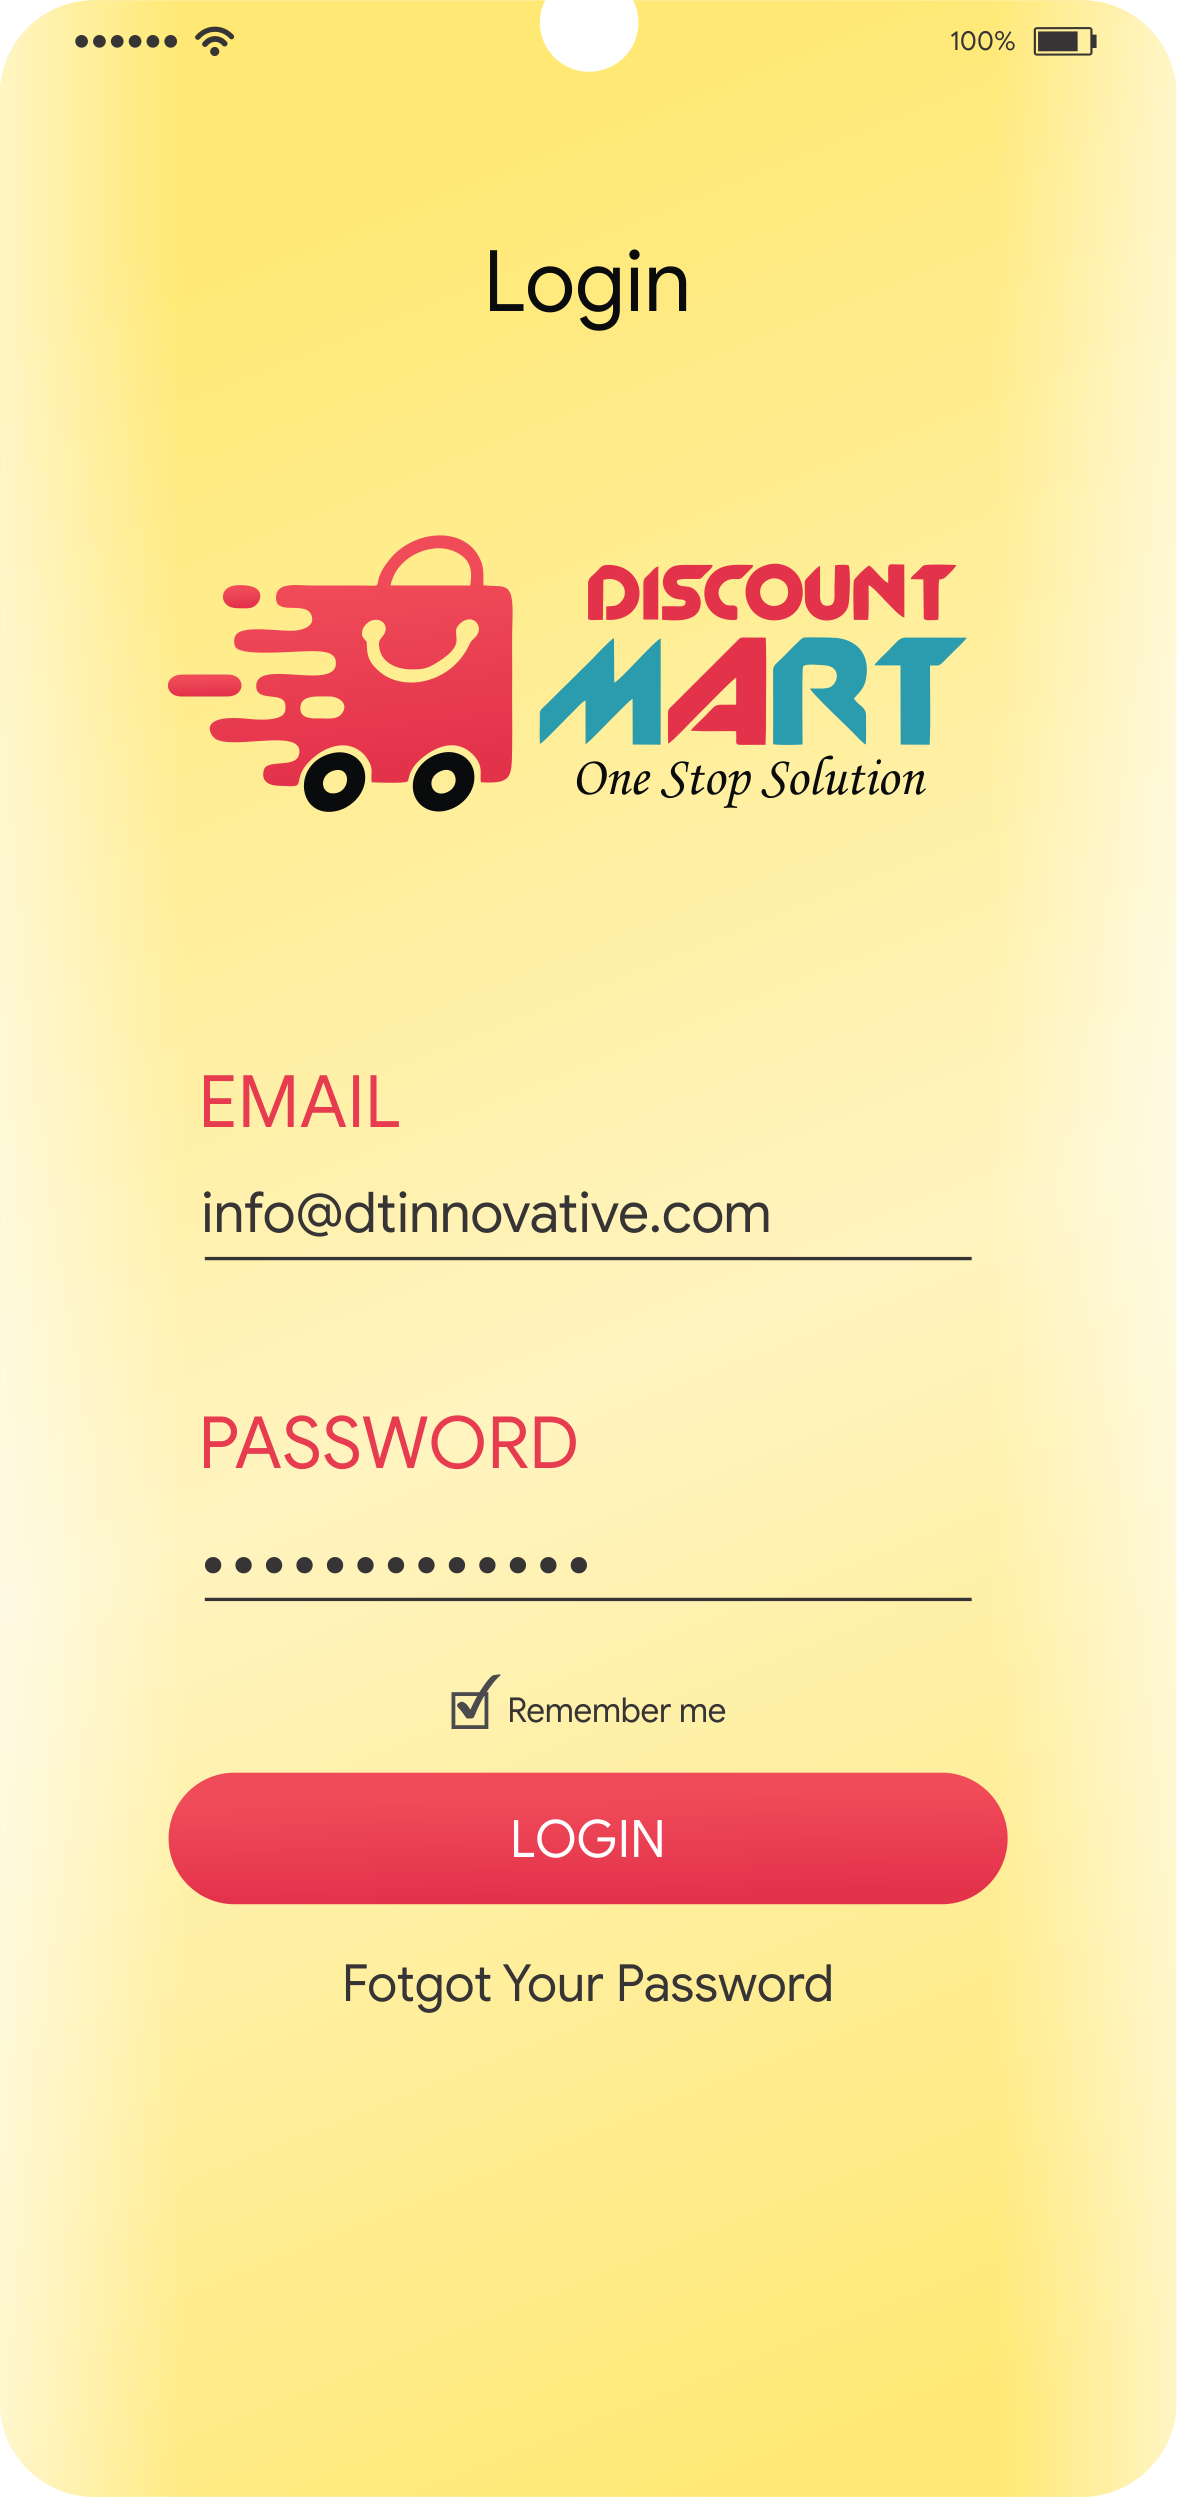 100%
Login
DISCOUNT
MART
One Stop Solution
EMAIL
info@dtinnovative.com
PASSWORD
Remember me
LOGIN
Fotgot Your Password